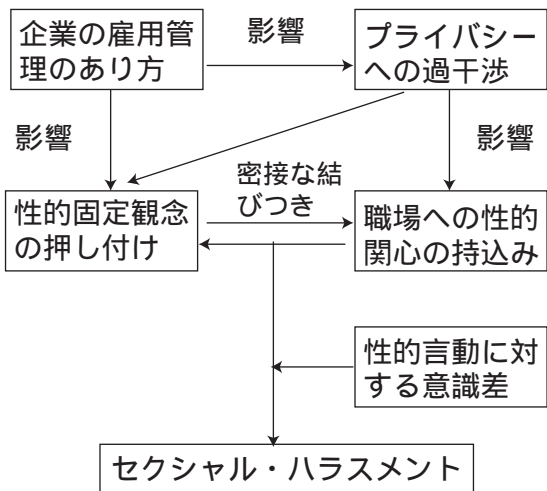 企業の雇用管
理のあり方
影響
プライバシー
への過干渉
影響
影響
性的固定観念
の押し付け
密接な結
びつき
職場への性的
関心の持込み
性的言動に対
する意識差
セクシャル・ハラスメント